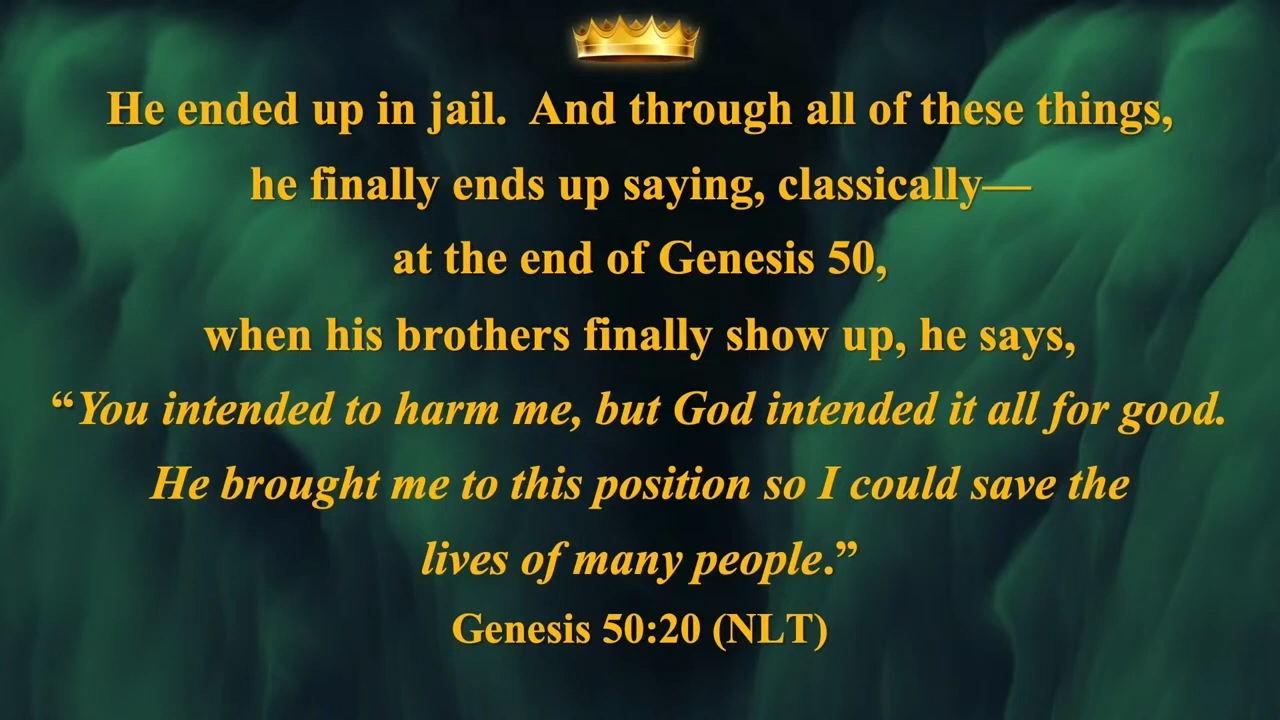 He ended up in jail.  And through all of these things,
he finally ends up saying, classically—
at the end of Genesis 50,
when his brothers finally show up, he says,
“You intended to harm me, but God intended it all for good.
He brought me to this position so I could save the
lives of many people.”
Genesis 50:20 (NLT)